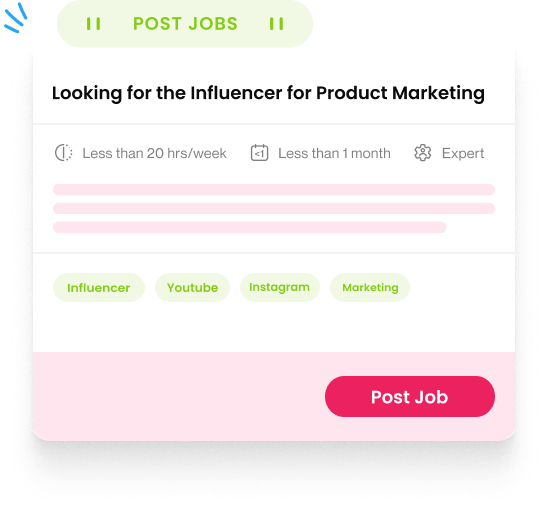 POST JOBS
Looking for the Influencer for Product Marketing
Less than 20 hrs/week <1 Less than 1 month Expert
Influencer Youtube Instagram Marketing
Post Job